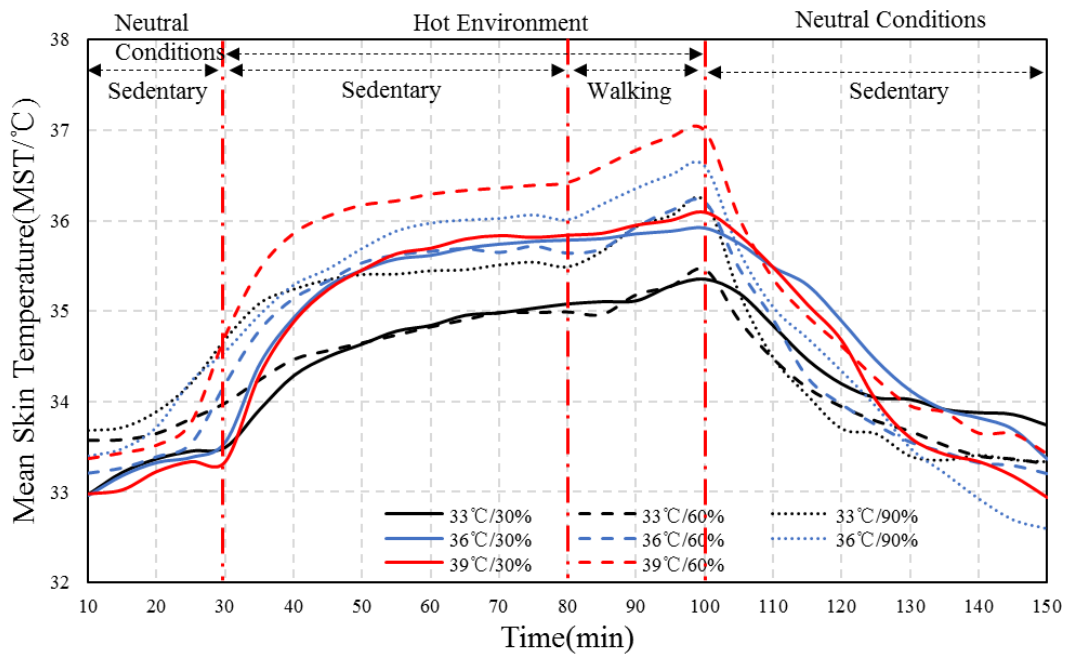 Neutral
Conditions
Hot Environment
Neutral Conditions
Sedentary
Sedentary
Walking
Sedentary
Mean Skin Temperature(MST/℃)
38
37
36
35
34
33
32
33℃/30%
33℃/60%
33℃/90%
36℃/30%
36℃/60%
36℃/90%
39℃/30%
39℃/60%
10 20 30 40 50 60 70 80 90 100 110 120 130 140 150
Time(min)